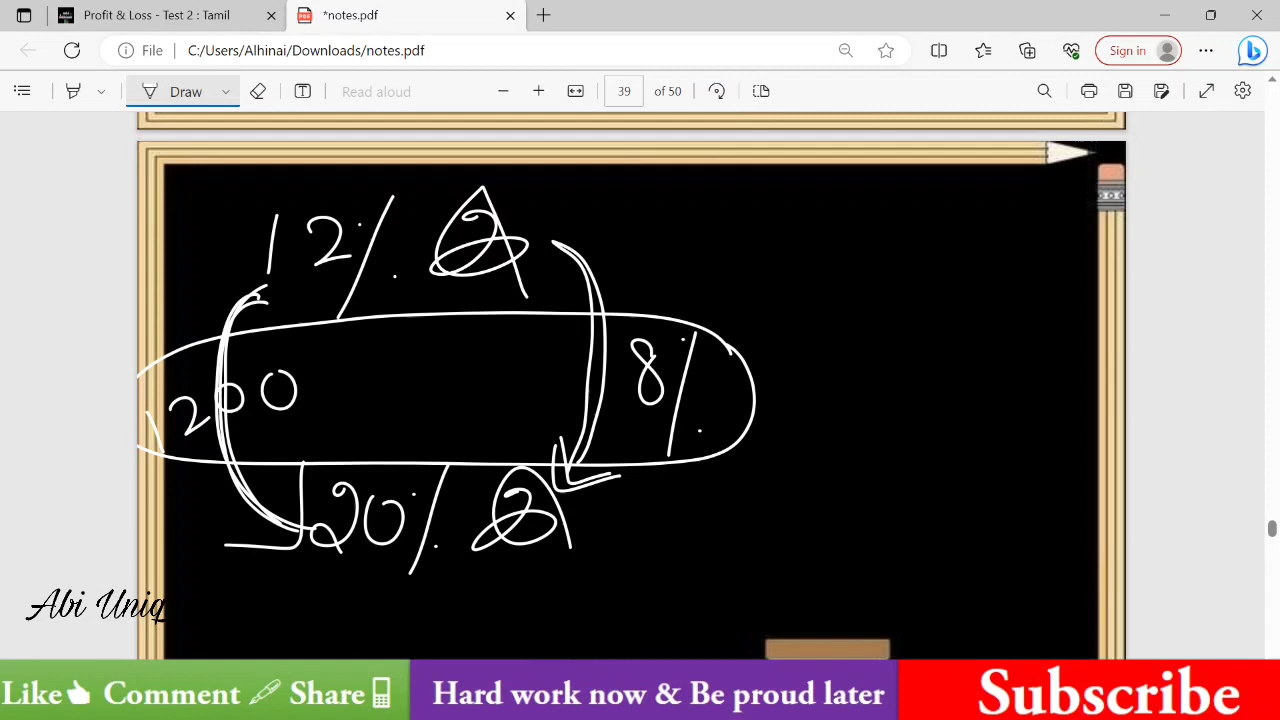 Profit & Loss - Test 2 : Tamil
*notes.pdf
File C:/Users/Alhinai/Downloads/notes.pdf
Sign in
Draw
Read aloud
39 of 50
12%
1200 8%
20%
Abi Uniq
Like Comment Share
Hard work now & Be proud later
Subscribe